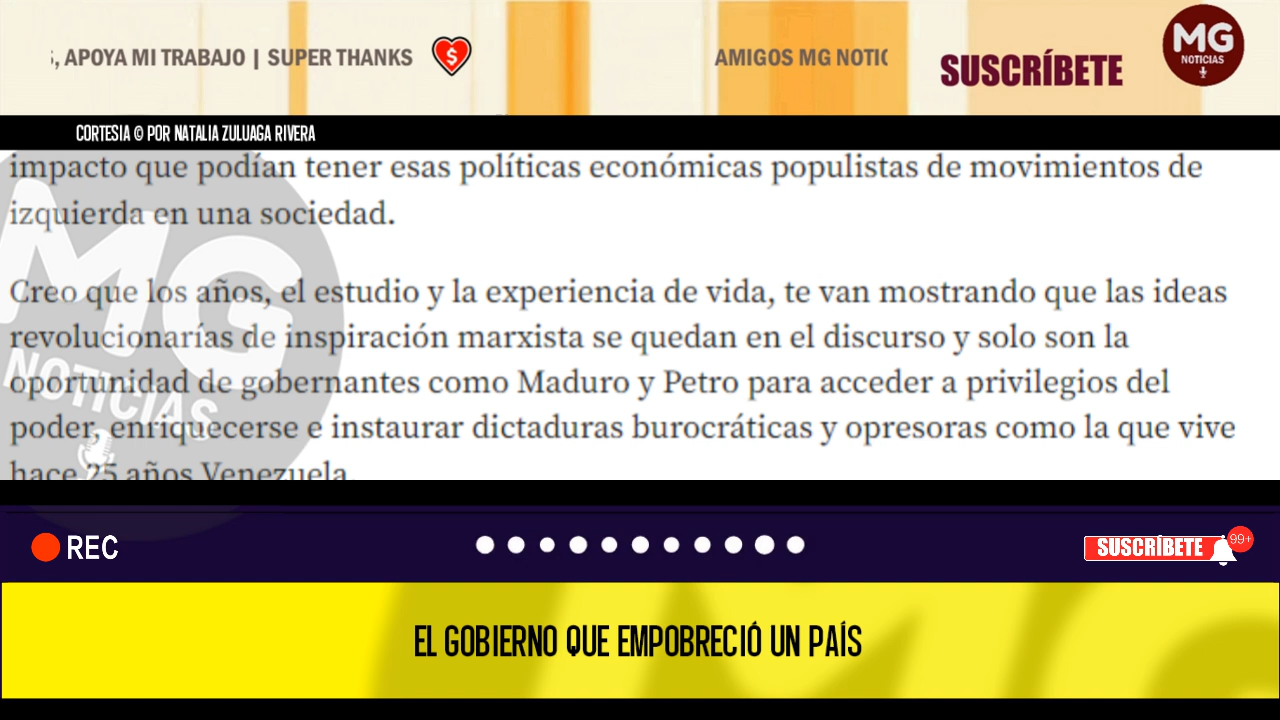 , APOYA MI TRABAJO | SUPER THANKS
$
AMIGOS MG
SUSCRÍBETE
MG
NOTICIAS
CORTESIA © POR NATALIA ZULUAGA RIVERA
impacto que podían tener esas políticas económicas populistas de movimientos de
izquierda en una sociedad.
Creo que los años, el estudio y la experiencia de vida, te van mostrando que las ideas
revolucionarías de inspiración marxista se quedan en el discurso y solo son la
oportunidad de gobernantes como Maduro y Petro para acceder a privilegios del
poder, enriquecerse e instaurar dictaduras burocráticas y opresoras como la que vive
hace 25 años Venezuela.
MG
NOTICIAS
REC
SUSCRÍBETE
99+
EL GOBIERNO QUE EMPOBRECIÓ UN PAÍS